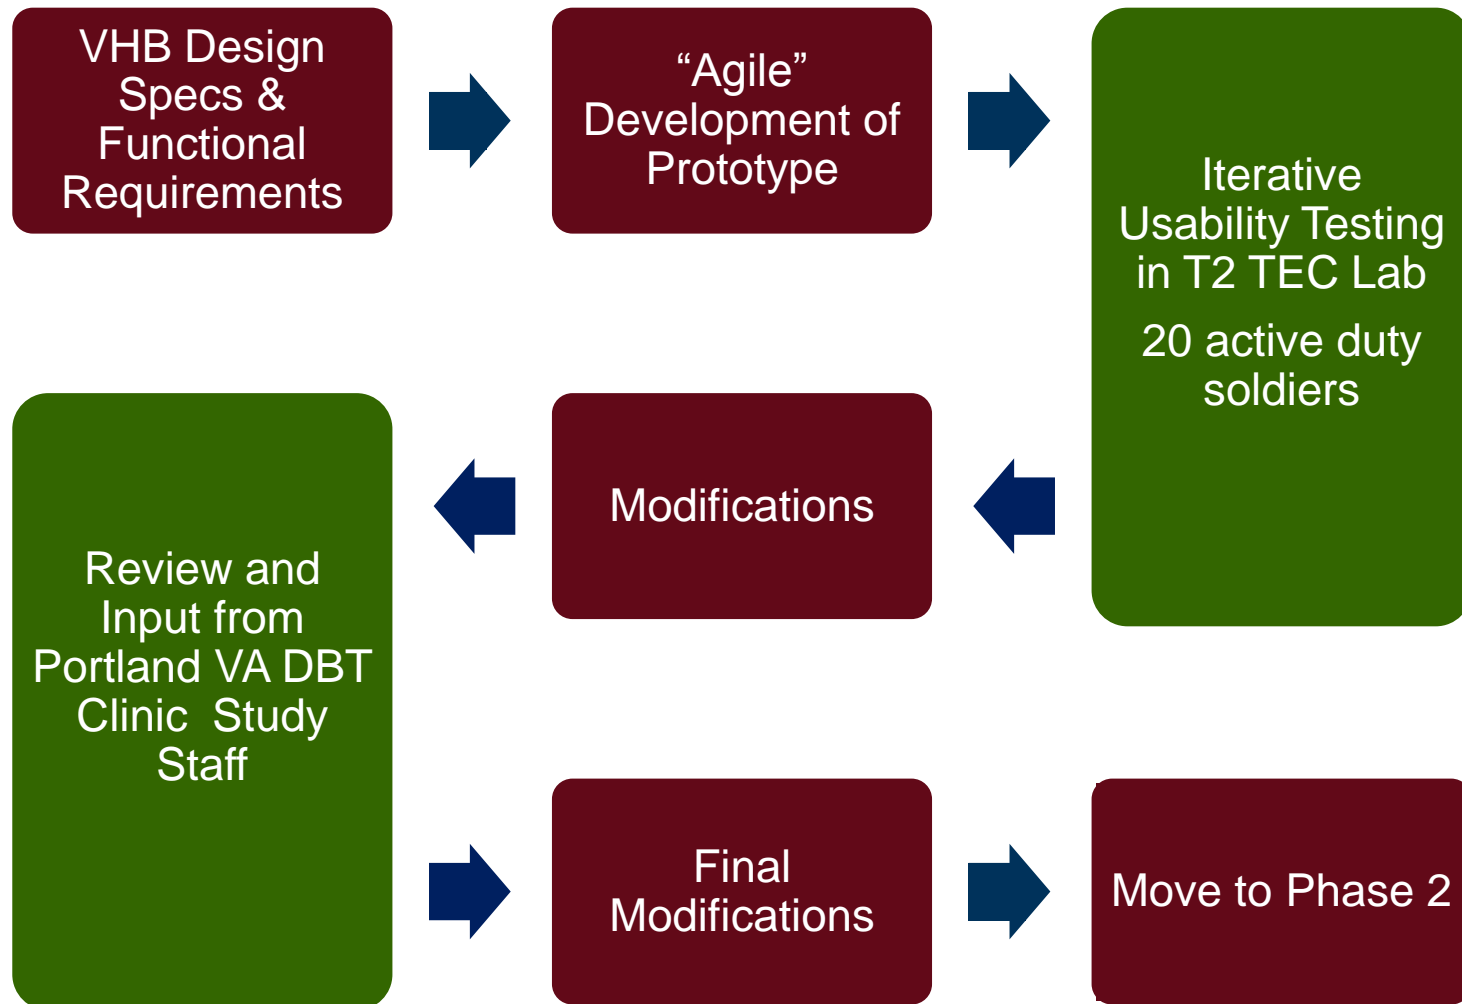 VHB Design
Specs &
Functional
Requirements
“Agile”
Development of
Prototype
Iterative
Usability Testing
in T2 TEC Lab
20 active duty
soldiers
Modifications
Review and
Input from
Portland VA DBT
Clinic  Study
Staff
Final
Modifications
Move to Phase 2